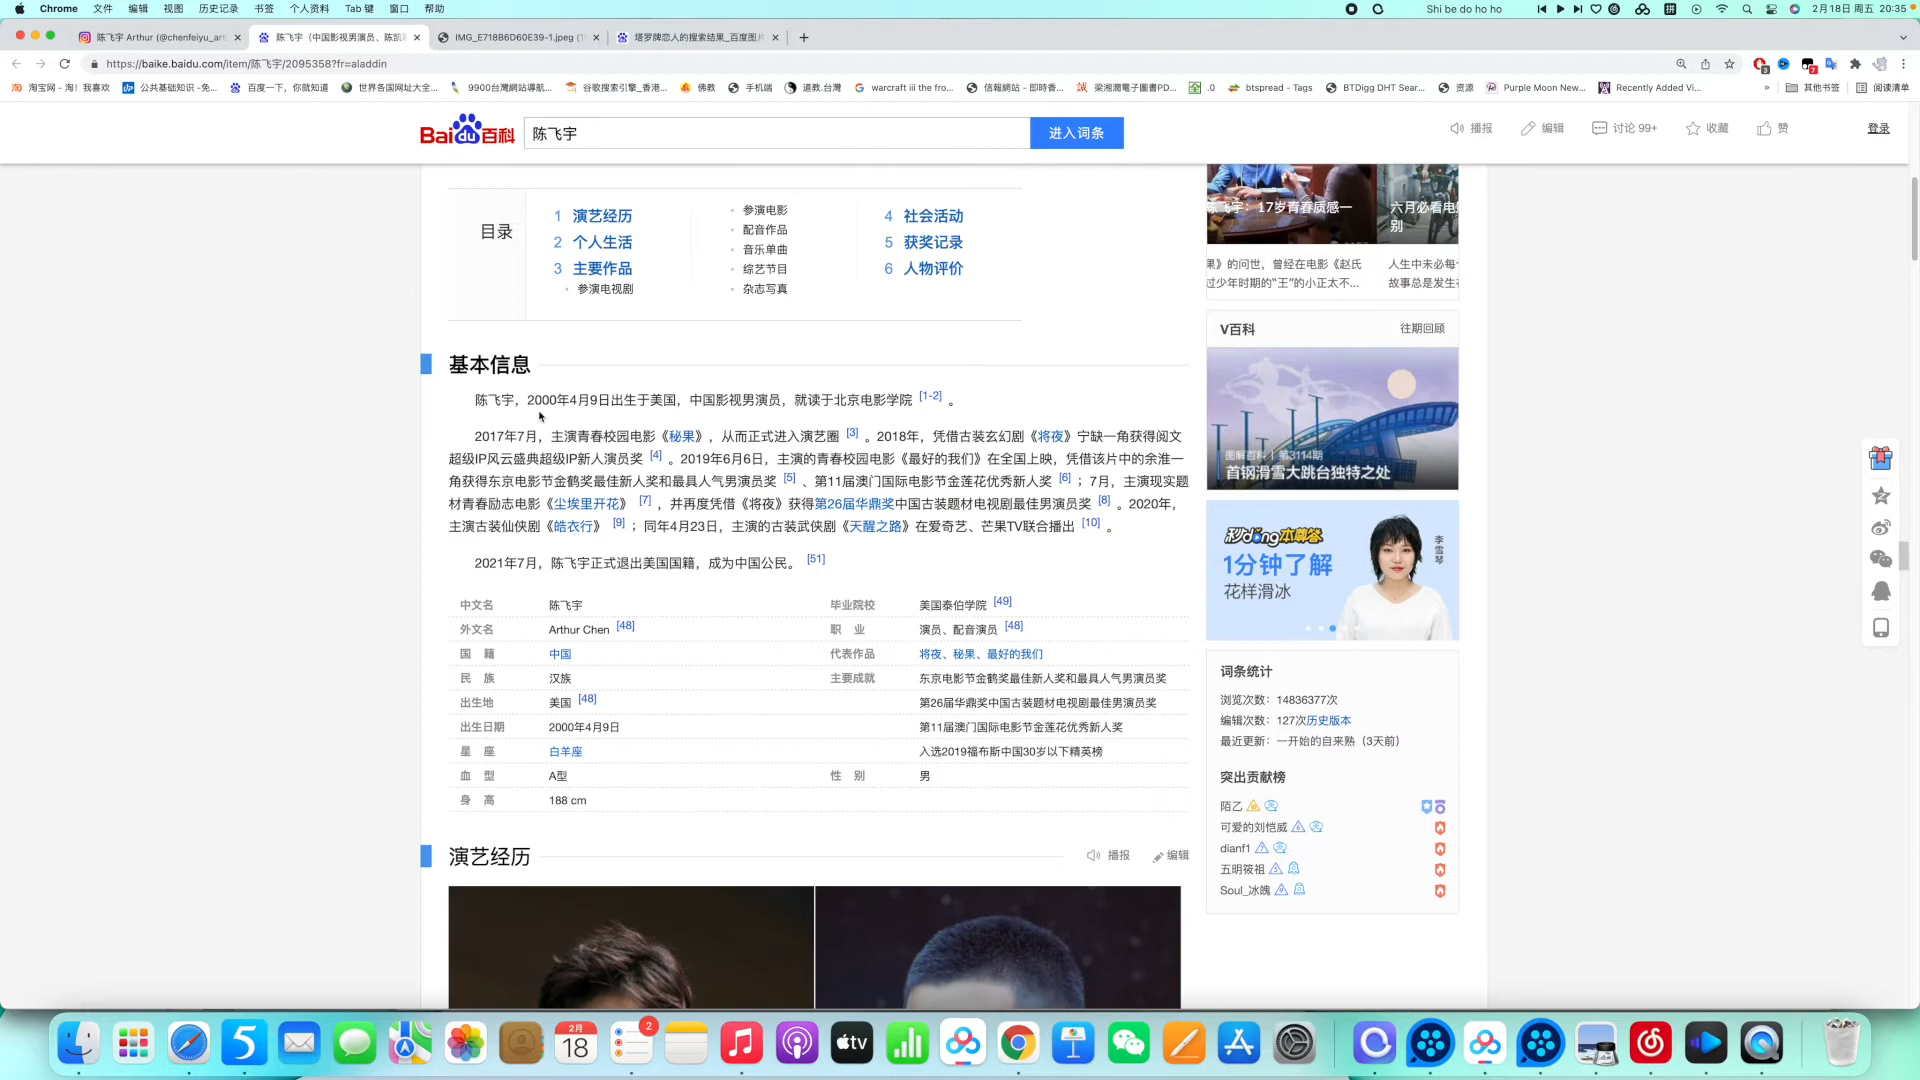 Chrome 文件 编辑 视图 历史记录 书签 个人资料 Tab 键 窗口 帮助
Shi be do ho ho
2月18日 周五 20:35
陈飞宇 Arthur (@chenfeiyu_art
陈飞宇（中国影视男演员、陈凯
IMG_E718B6D60E39-1.jpeg (1
塔罗牌恋人的搜索结果_百度图片
https://baike.baidu.com/item/陈飞宇/2095358?fr=aladdin
淘宝网 - 淘！我喜欢
公共基础知识 -免...
百度一下，你就知道
世界各国网址大全...
9900台灣網站導航...
谷歌搜索引擎_香港...
佛教
手机端
道教.台灣
warcraft iii the fro...
信報網站 - 即時香...
梁湘潤電子圖書PD...
.0
btspread - Tags
BTDigg DHT Sear...
资源
Purple Moon New...
Recently Added Vi...
»
其他书签
阅读清单
Bai百科
陈飞宇
进入词条
播报
编辑
讨论 99+
收藏
赞
登录
目录
1 演艺经历
2 个人生活
3 主要作品
参演电视剧
参演电影
配音作品
音乐单曲
综艺节目
杂志写真
4 社会活动
5 获奖记录
6 人物评价
基本信息
陈飞宇，2000年4月9日出生于美国，中国影视男演员，就读于北京电影学院 [1-2] 。
2017年7月，主演青春校园电影《秘果》，从而正式进入演艺圈 [3] 。2018年，凭借古装玄幻剧《将夜》宁缺一角获得阅文
超级IP风云盛典超级IP新人演员奖 [4] 。2019年6月6日，主演的青春校园电影《最好的我们》在全国上映，凭借该片中的余淮一
角获得东京电影节金鹤奖最佳新人奖和最具人气男演员奖 [5] 、第11届澳门国际电影节金莲花优秀新人奖 [6] ；7月，主演现实题
材青春励志电影《尘埃里开花》 [7] ，并再度凭借《将夜》获得第26届华鼎奖中国古装题材电视剧最佳男演员奖 [8] 。2020年，
主演古装仙侠剧《皓衣行》 [9] ；同年4月23日，主演的古装武侠剧《天醒之路》在爱奇艺、芒果TV联合播出 [10] 。
2021年7月，陈飞宇正式退出美国国籍，成为中国公民。 [51]
中文名 陈飞宇
外文名 Arthur Chen [48]
国 籍 中国
民 族 汉族
出生地 美国 [48]
出生日期 2000年4月9日
星 座 白羊座
血 型 A型
身 高 188 cm
毕业院校 美国泰伯学院 [49]
职 业 演员、配音演员 [48]
代表作品 将夜、秘果、最好的我们
主要成就 东京电影节金鹤奖最佳新人奖和最具人气男演员奖
第26届华鼎奖中国古装题材电视剧最佳男演员奖
第11届澳门国际电影节金莲花优秀新人奖
入选2019福布斯中国30岁以下精英榜
性 别 男
演艺经历
播报
编辑
陈飞宇：17岁青春质感一
六月必看电
别
果》的问世，曾经在电影《赵氏
过少年时期的“王”的小正太不...
人生中未必每
故事总是发生
V百科
往期回顾
图解百科 | 第3114期
首钢滑雪大跳台独特之处
秒dong本尊答
1分钟了解
花样滑冰
李雪琴
词条统计
浏览次数：14836377次
编辑次数：127次历史版本
最近更新：一开始的自来熟（3天前）
突出贡献榜
陌乙
可爱的刘恺威
dianf1
五明筱祖
Soul_冰魄
2月
18
2
tv